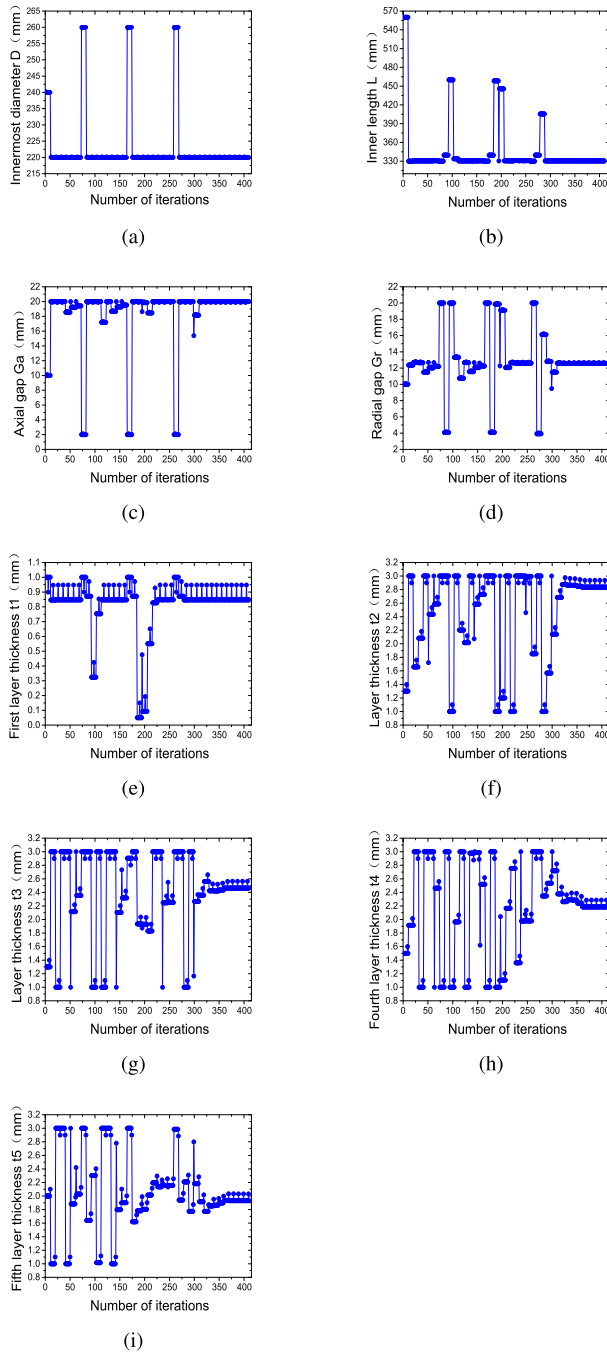 Innermost diameter D （mm）
265
260
255
250
245
240
235
230
225
220
215
0 50 100 150 200 250 300 350 400
Number of iterations
(a)
Inner length L （mm）
570
540
510
480
450
420
390
360
330
0 50 100 150 200 250 300 350 400
Number of iterations
(b)
Axial gap Ga（mm）
22
20
18
16
14
12
10
8
6
4
2
0
0 50 100 150 200 250 300 350 400
Number of iterations
(c)
Radial gap Gr（mm）
22
20
18
16
14
12
10
8
6
4
2
0 50 100 150 200 250 300 350 400
Number of iterations
(d)
First layer thickness t1（mm）
1.1
1.0
0.9
0.8
0.7
0.6
0.5
0.4
0.3
0.2
0.1
0.0
0 50 100 150 200 250 300 350 400
Number of iterations
(e)
Layer thickness t2（mm）
3.2
3.0
2.8
2.6
2.4
2.2
2.0
1.8
1.6
1.4
1.2
1.0
0.8
0 50 100 150 200 250 300 350 400
Number of iterations
(f)
Layer thickness t3（mm）
3.2
3.0
2.8
2.6
2.4
2.2
2.0
1.8
1.6
1.4
1.2
1.0
0.8
0 50 100 150 200 250 300 350 400
Number of iterations
(g)
Fourth layer thickness t4（mm）
3.2
3.0
2.8
2.6
2.4
2.2
2.0
1.8
1.6
1.4
1.2
1.0
0.8
0 50 100 150 200 250 300 350 400
Number of iterations
(h)
Fifth layer thickness t5（mm）
3.2
3.0
2.8
2.6
2.4
2.2
2.0
1.8
1.6
1.4
1.2
1.0
0.8
0 50 100 150 200 250 300 350 400
Number of iterations
(i)